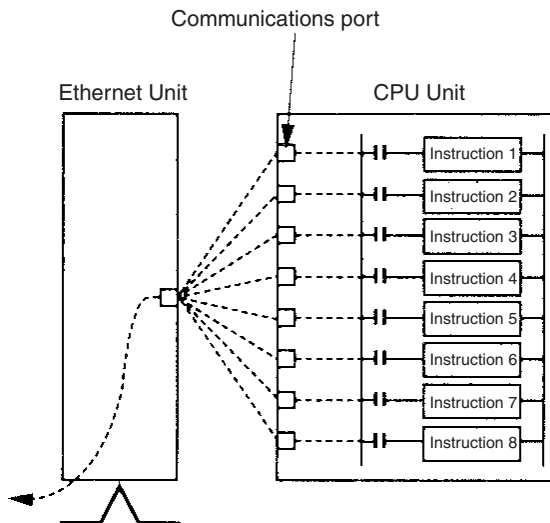 Communications port
Ethernet Unit
CPU Unit
Instruction 1
Instruction 2
Instruction 3
Instruction 4
Instruction 5
Instruction 6
Instruction 7
Instruction 8